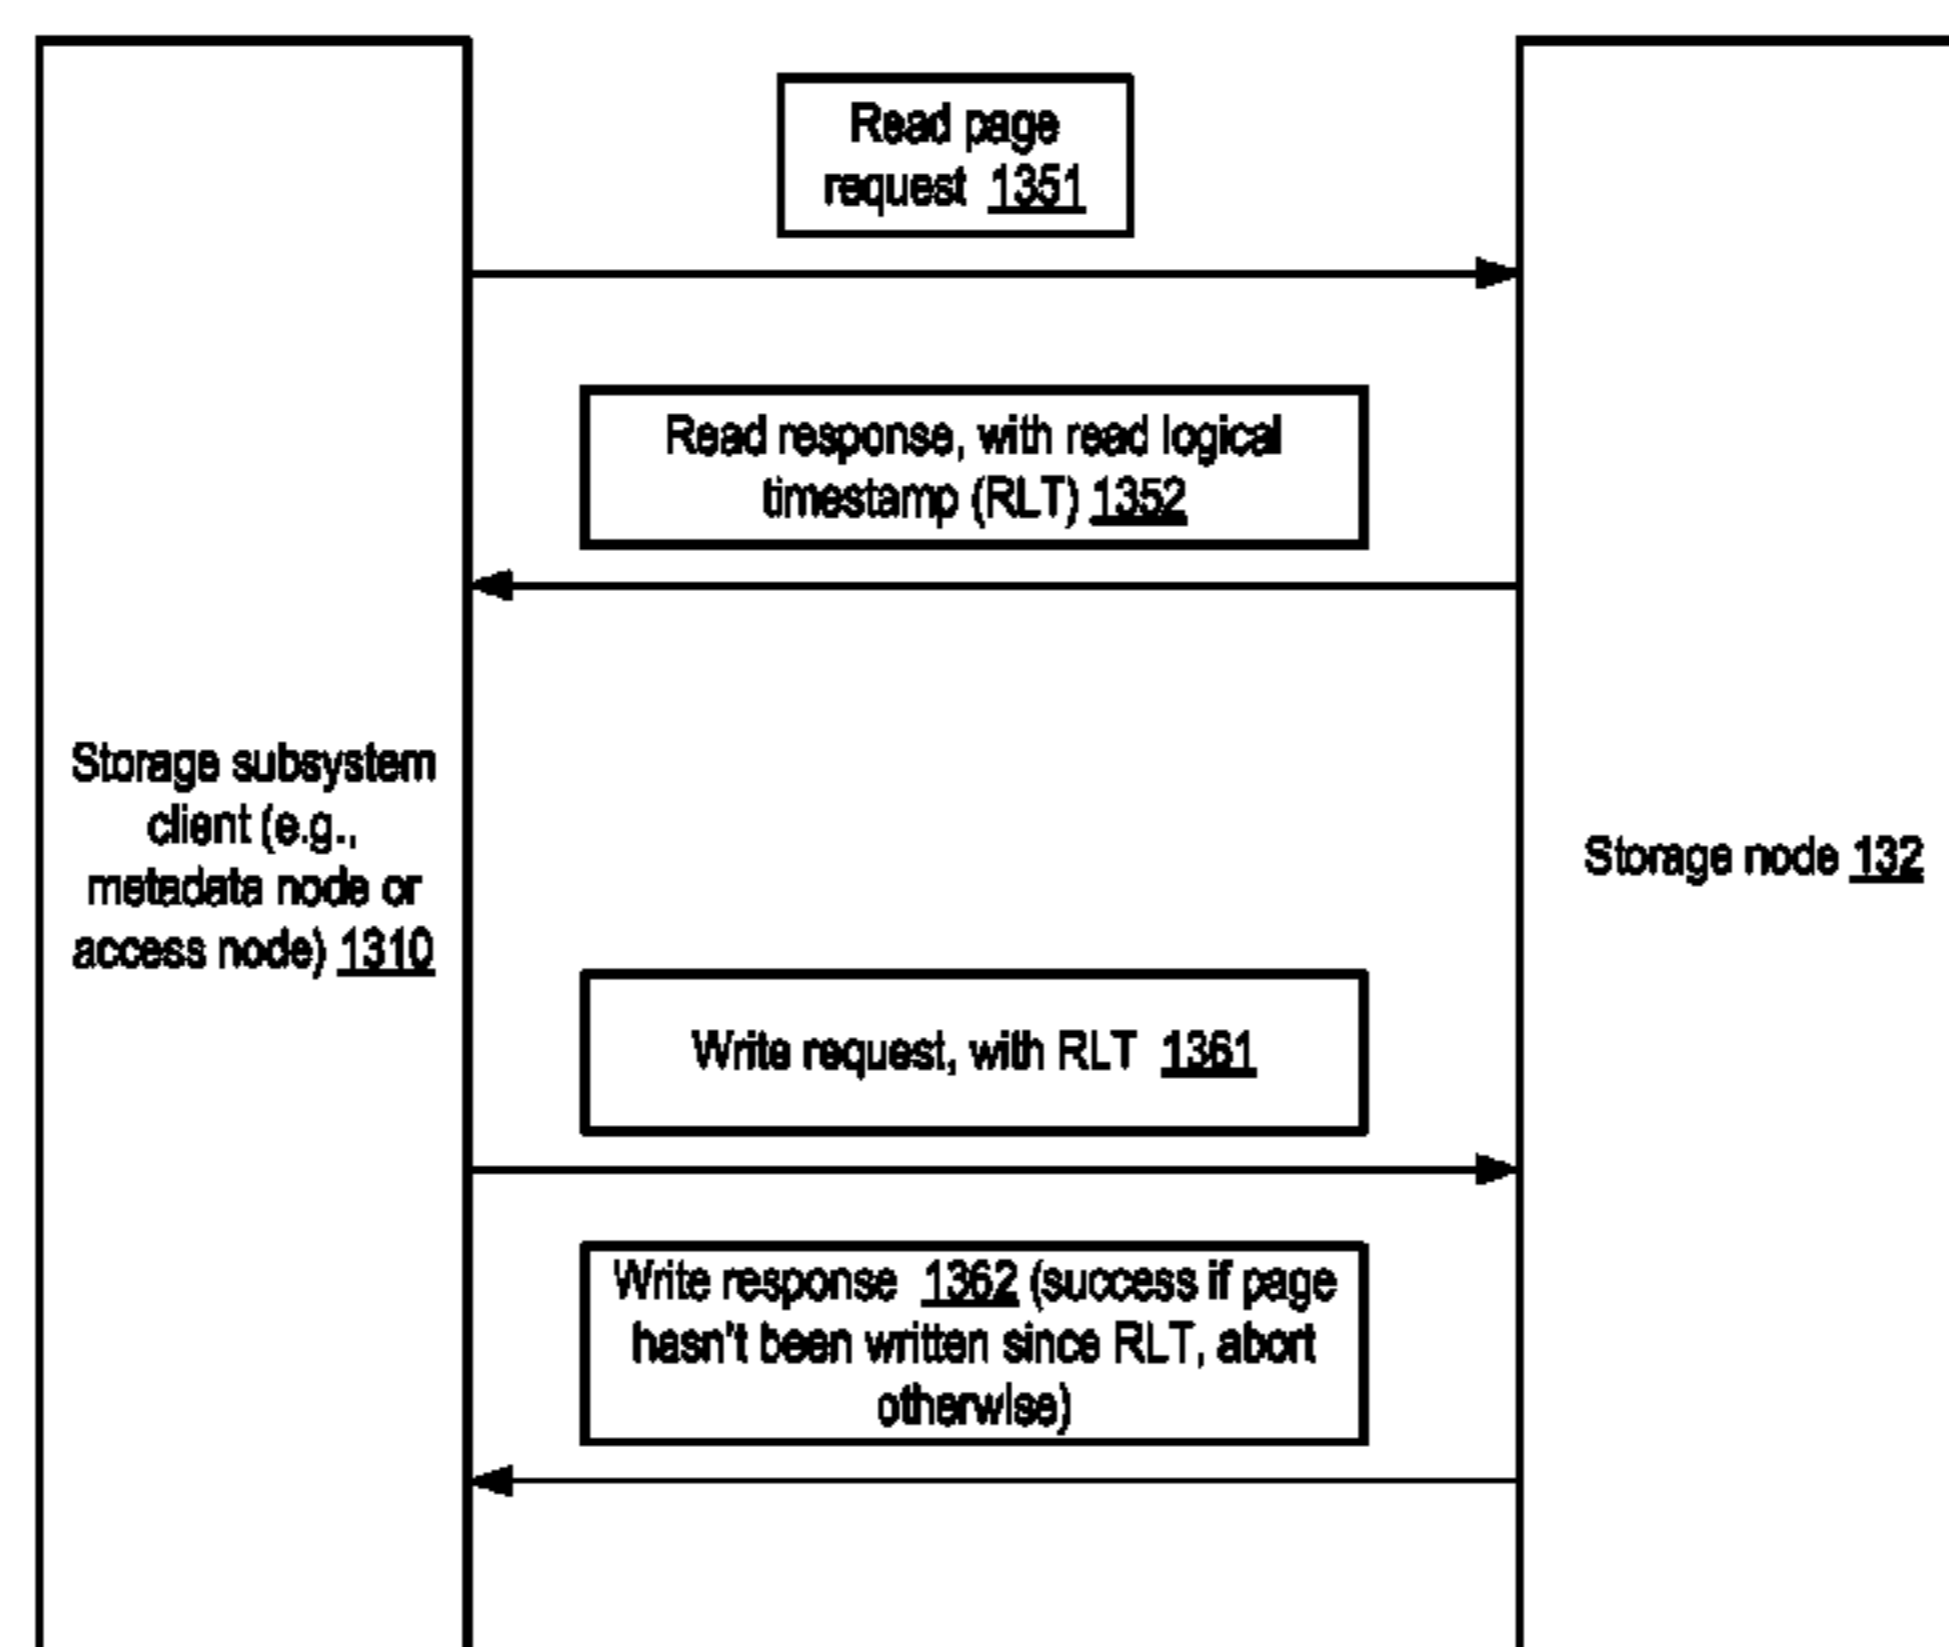 Read page
request 1351
Read response, with read logical
timestamp (RLT) 1352
Storage subsystem
client (e.g.,
metadata node or
access node) 1310
Storage node 132
Write request, with RLT 1361
Write response 1362 (success if page
hasn't been written since RLT, abort
otherwise)